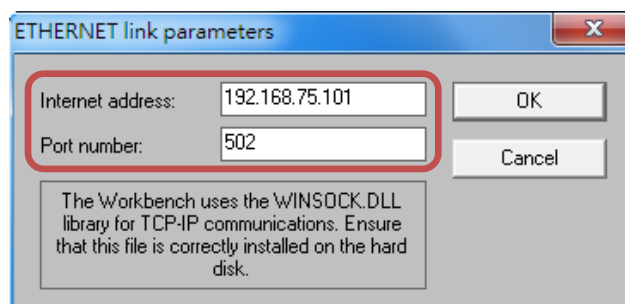 ETHERNET link parameters
Internet address: 192.168.75.101
OK
Port number: 502
Cancel
The Workbench uses the WINSOCK.DLL
library for TCP-IP communications. Ensure
that this file is correctly installed on the hard
disk.